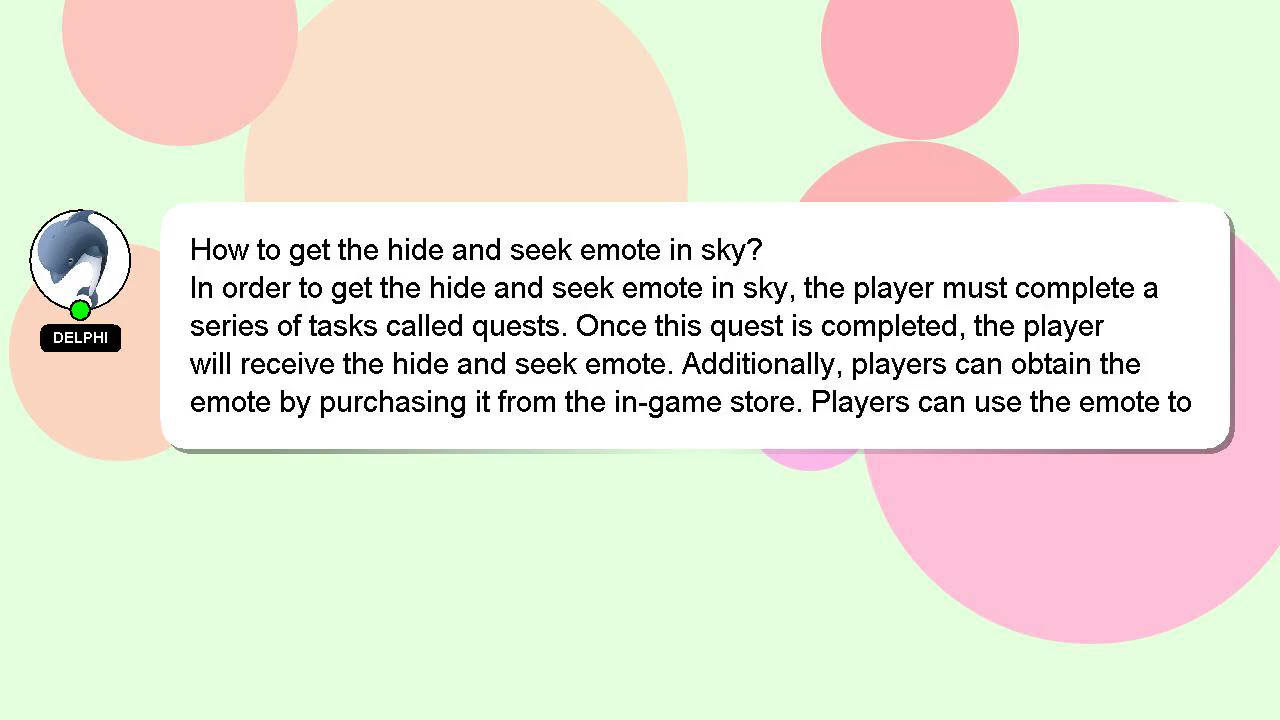 How to get the hide and seek emote in sky?
In order to get the hide and seek emote in sky, the player must complete a
series of tasks called quests. Once this quest is completed, the player
will receive the hide and seek emote. Additionally, players can obtain the
emote by purchasing it from the in-game store. Players can use the emote to
DELPHI